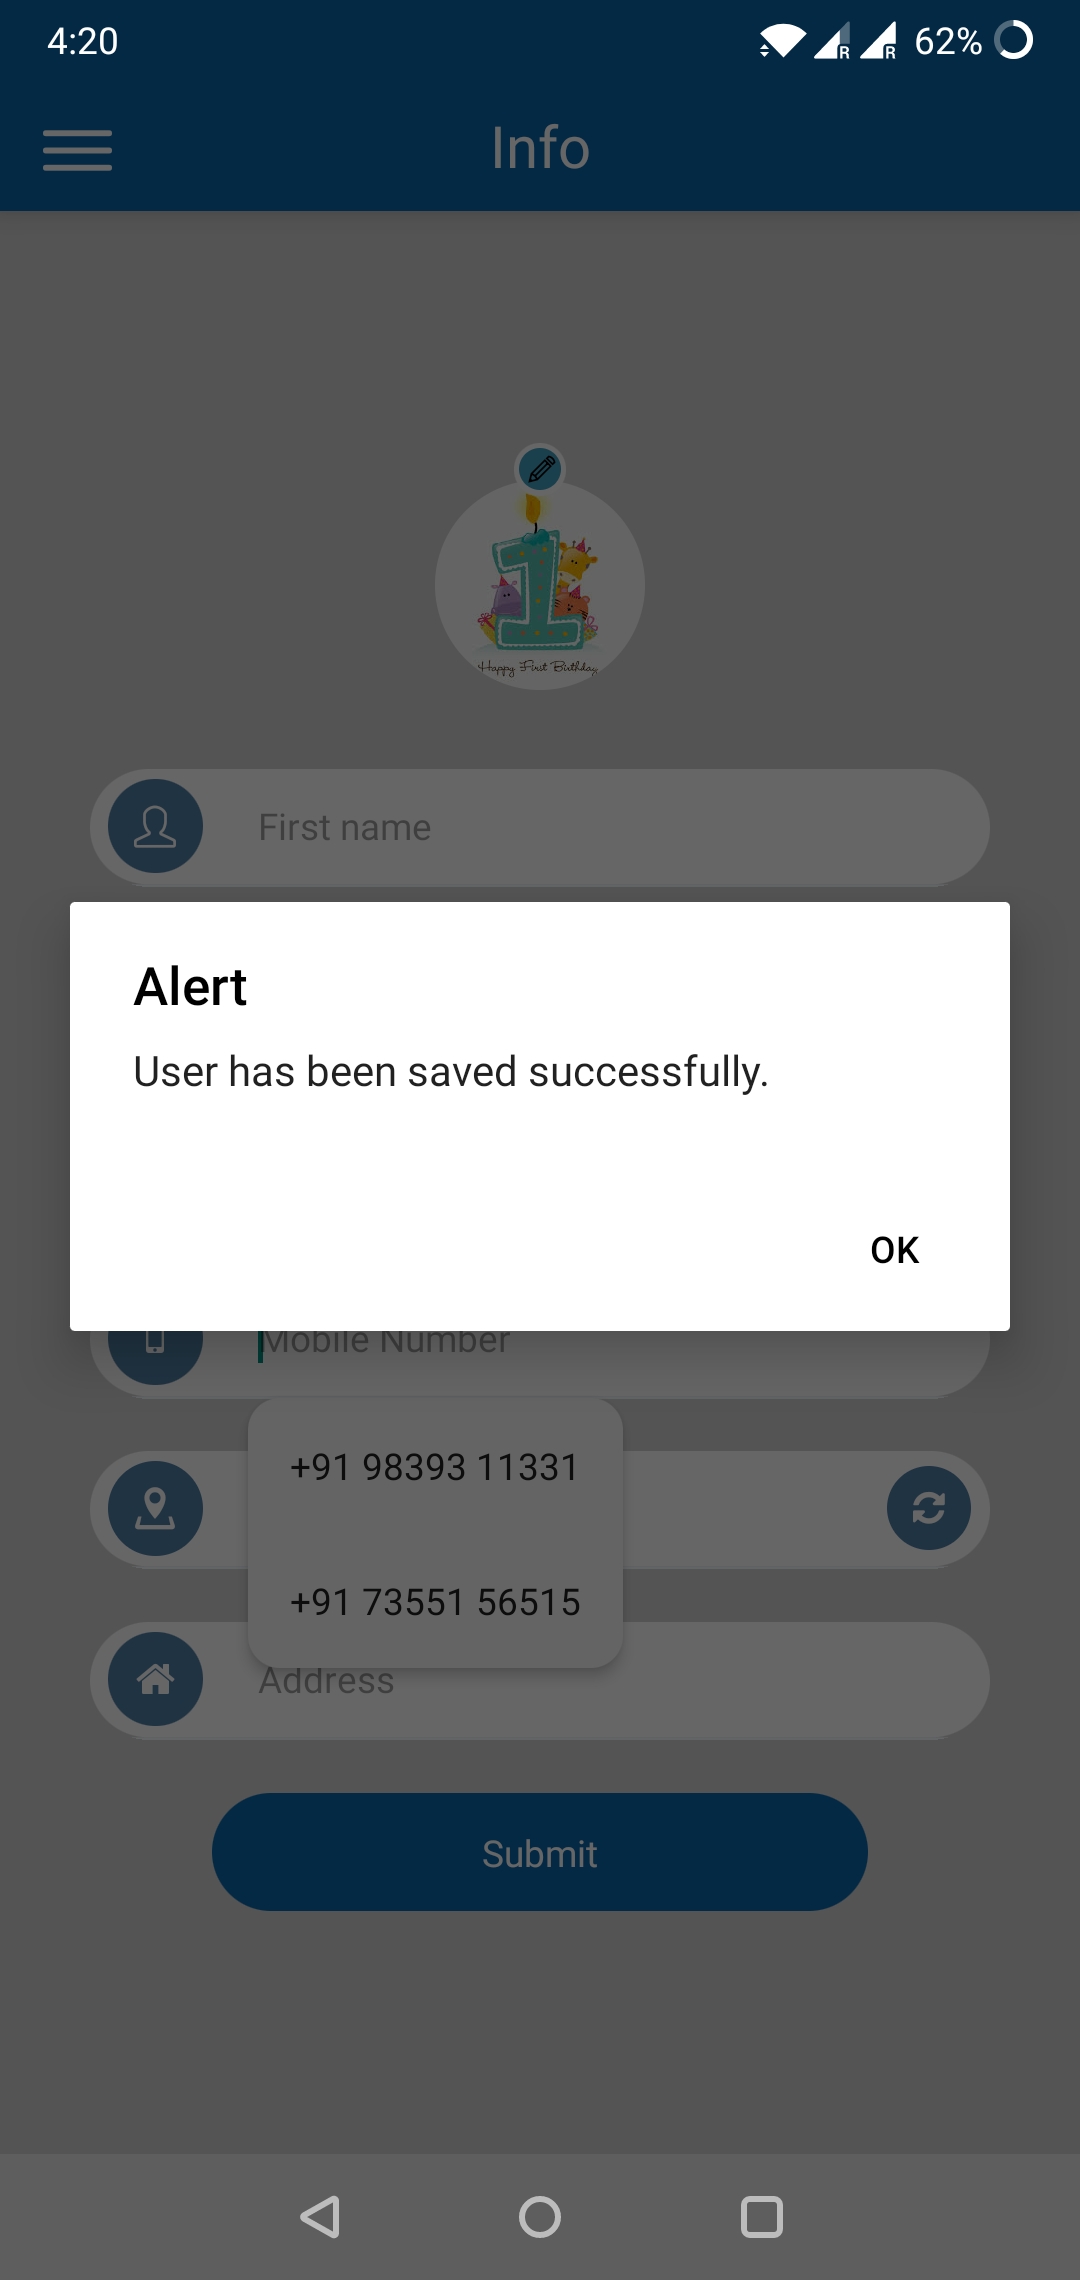 4:20
R R 62%
Info
Happy First Birthday
First name
Alert
User has been saved successfully.
OK
Mobile Number
+91 98393 11331
+91 73551 56515
Address
Submit